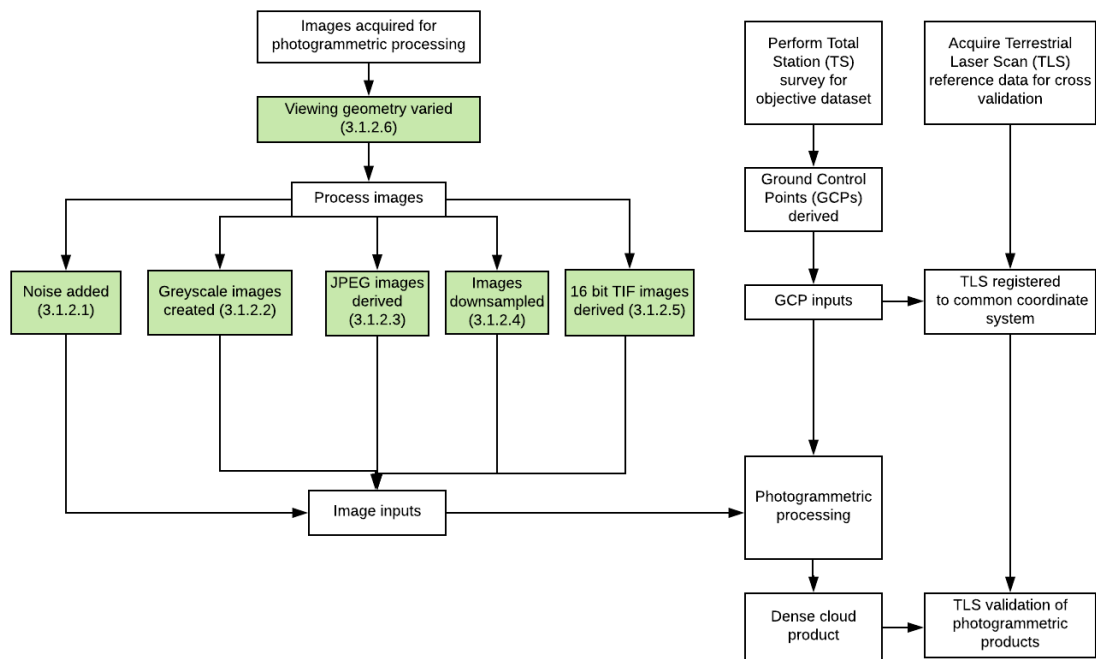 Images acquired for
photogrammetric processing
Viewing geometry varied
(3.1.2.6)
Process images
Noise added
(3.1.2.1)
Greyscale images
created (3.1.2.2)
JPEG images
derived
(3.1.2.3)
Images
downsampled
(3.1.2.4)
16 bit TIF images
derived (3.1.2.5)
Image inputs
Perform Total
Station (TS)
survey for
objective dataset
Ground Control
Points (GCPs)
derived
GCP inputs
Photogrammetric
processing
Dense cloud
product
Acquire Terrestrial
Laser Scan (TLS)
reference data for cross
validation
TLS registered
to common coordinate
system
TLS validation of
photogrammetric
products